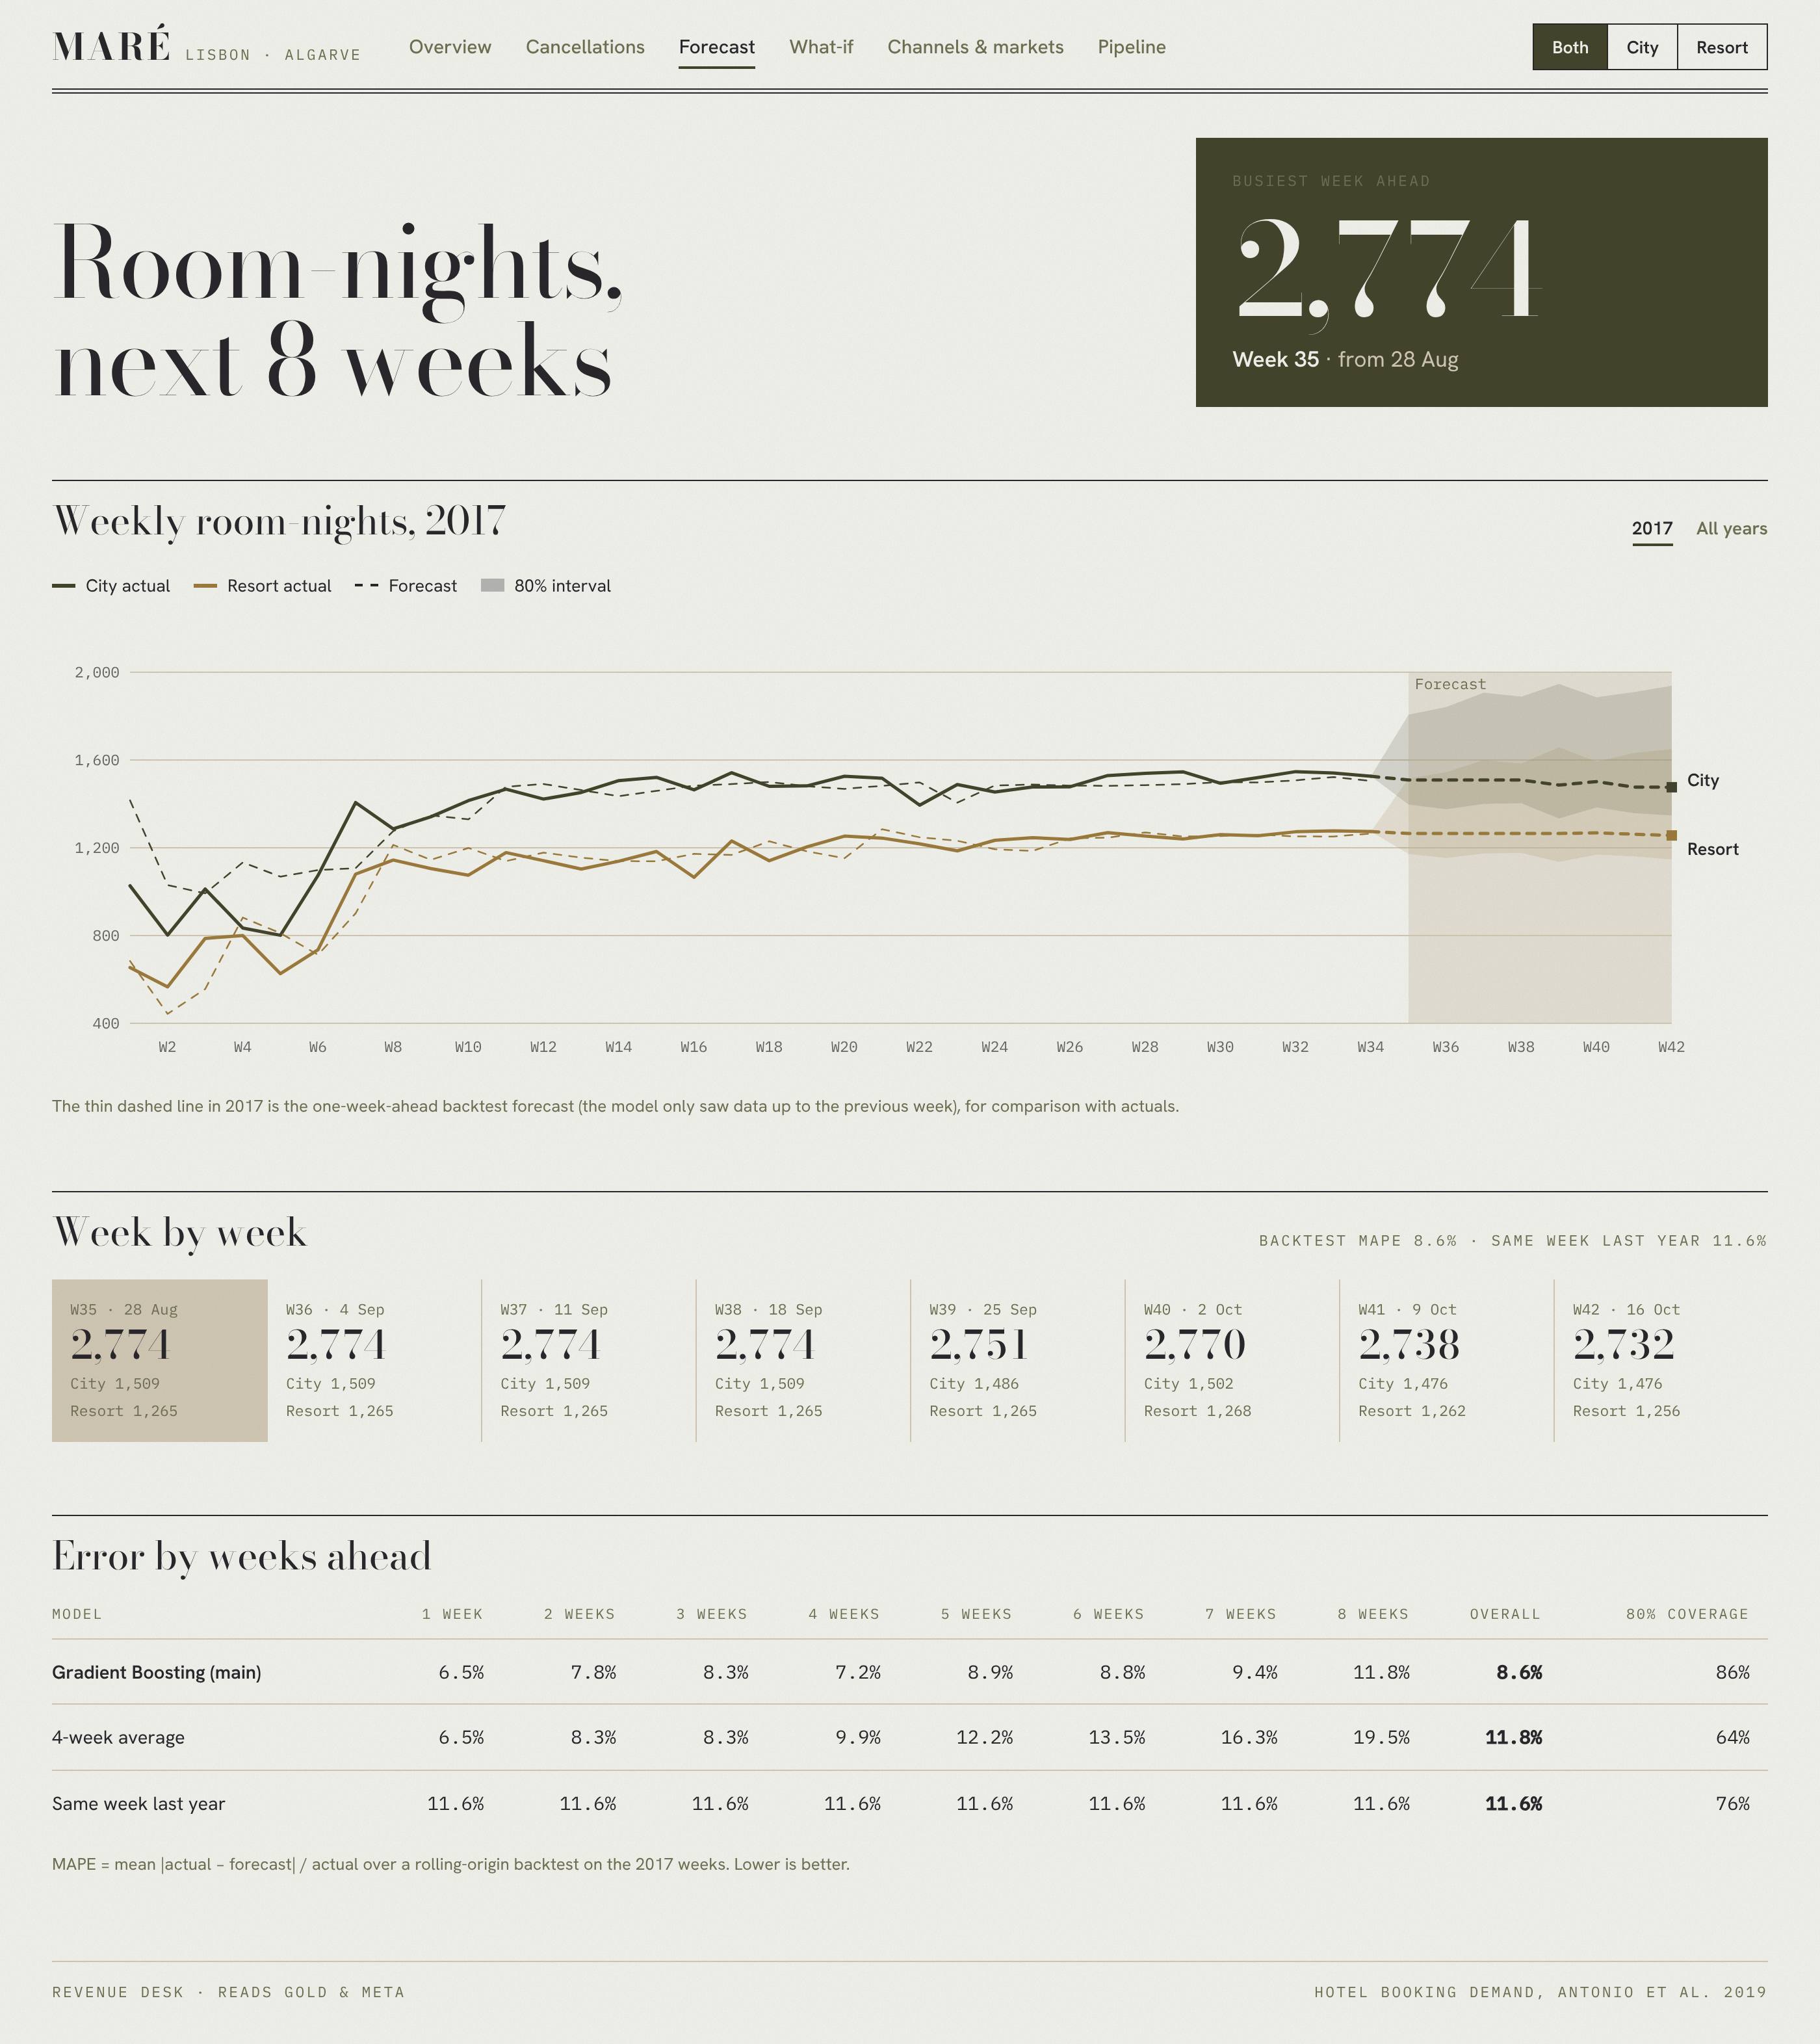 MARÉ LISBON · ALGARVE Overview Cancellations Forecast What-if Channels & markets Pipeline Both City Resort
BUSIEST WEEK AHEAD
2,774
Week 35 · from 28 Aug
Room-nights,
next 8 weeks
Weekly room-nights, 2017
2017 All years
City actual Resort actual Forecast 80% interval
2,000
Forecast
1,600
City
1,200
Resort
800
400
W2 W4 W6 W8 W10 W12 W14 W16 W18 W20 W22 W24 W26 W28 W30 W32 W34 W36 W38 W40 W42
The thin dashed line in 2017 is the one-week-ahead backtest forecast (the model only saw data up to the previous week), for comparison with actuals.
Week by week
BACKTEST MAPE 8.6% · SAME WEEK LAST YEAR 11.6%
W35 · 28 Aug W36 · 4 Sep W37 · 11 Sep W38 · 18 Sep W39 · 25 Sep W40 · 2 Oct W41 · 9 Oct W42 · 16 Oct
2,774 2,774 2,774 2,774 2,751 2,770 2,738 2,732
City 1,509 City 1,509 City 1,509 City 1,509 City 1,486 City 1,502 City 1,476 City 1,476
Resort 1,265 Resort 1,265 Resort 1,265 Resort 1,265 Resort 1,265 Resort 1,268 Resort 1,262 Resort 1,256
Error by weeks ahead
MODEL 1 WEEK 2 WEEKS 3 WEEKS 4 WEEKS 5 WEEKS 6 WEEKS 7 WEEKS 8 WEEKS OVERALL 80% COVERAGE
Gradient Boosting (main) 6.5% 7.8% 8.3% 7.2% 8.9% 8.8% 9.4% 11.8% 8.6% 86%
4-week average 6.5% 8.3% 8.3% 9.9% 12.2% 13.5% 16.3% 19.5% 11.8% 64%
Same week last year 11.6% 11.6% 11.6% 11.6% 11.6% 11.6% 11.6% 11.6% 11.6% 76%
MAPE = mean |actual − forecast| / actual over a rolling-origin backtest on the 2017 weeks. Lower is better.
REVENUE DESK · READS GOLD & META
HOTEL BOOKING DEMAND, ANTONIO ET AL. 2019